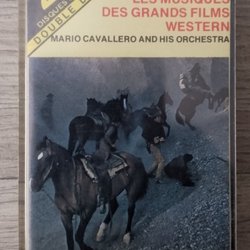 DISQUES
DOUBLE
LES MUSIQUES
DES GRANDS FILMS
WESTERN
MARIO CAVALLERO AND HIS ORCHESTRA